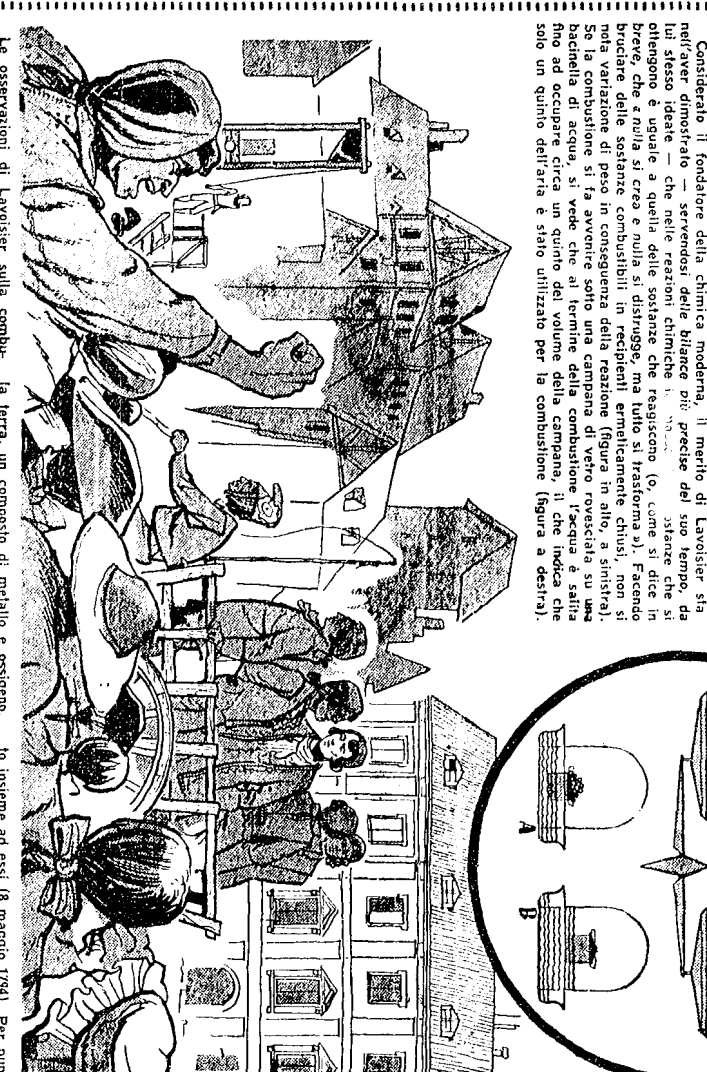 Considerato il fondatore della chimica moderna, il merito di Lavoisier sta
nell'aver dimostrato — servendosi delle bilance più precise del suo tempo, da
lui stesso ideate — che nelle reazioni chimiche ostanze che si
ottengono è uguale a quella delle sostanze che reagiscono (o, come si dice in
breve, che « nulla si crea e nulla si distrugge, ma tutto si trasforma »). Facendo
bruciare delle sostanze combustibili in recipienti ermeticamente chiusi, non si
nota variazione di peso in conseguenza della reazione (figura in alto, a sinistra).
Se la combustione si fa avvenire sotto una campana di vetro rovesciata su una
bacinella di acqua, si vede che al termine della combustione l'acqua è salita
fino ad occupare circa un quinto del volume della campana, il che indica che
solo un quinto dell'aria è stato utilizzato per la combustione (figura a destra).
A
B
Le osservazioni di Lavoisier sulla combu-
la terra, un composto di metallo e ossigeno.
to insieme ad essi (8 maggio 1794). Per pun